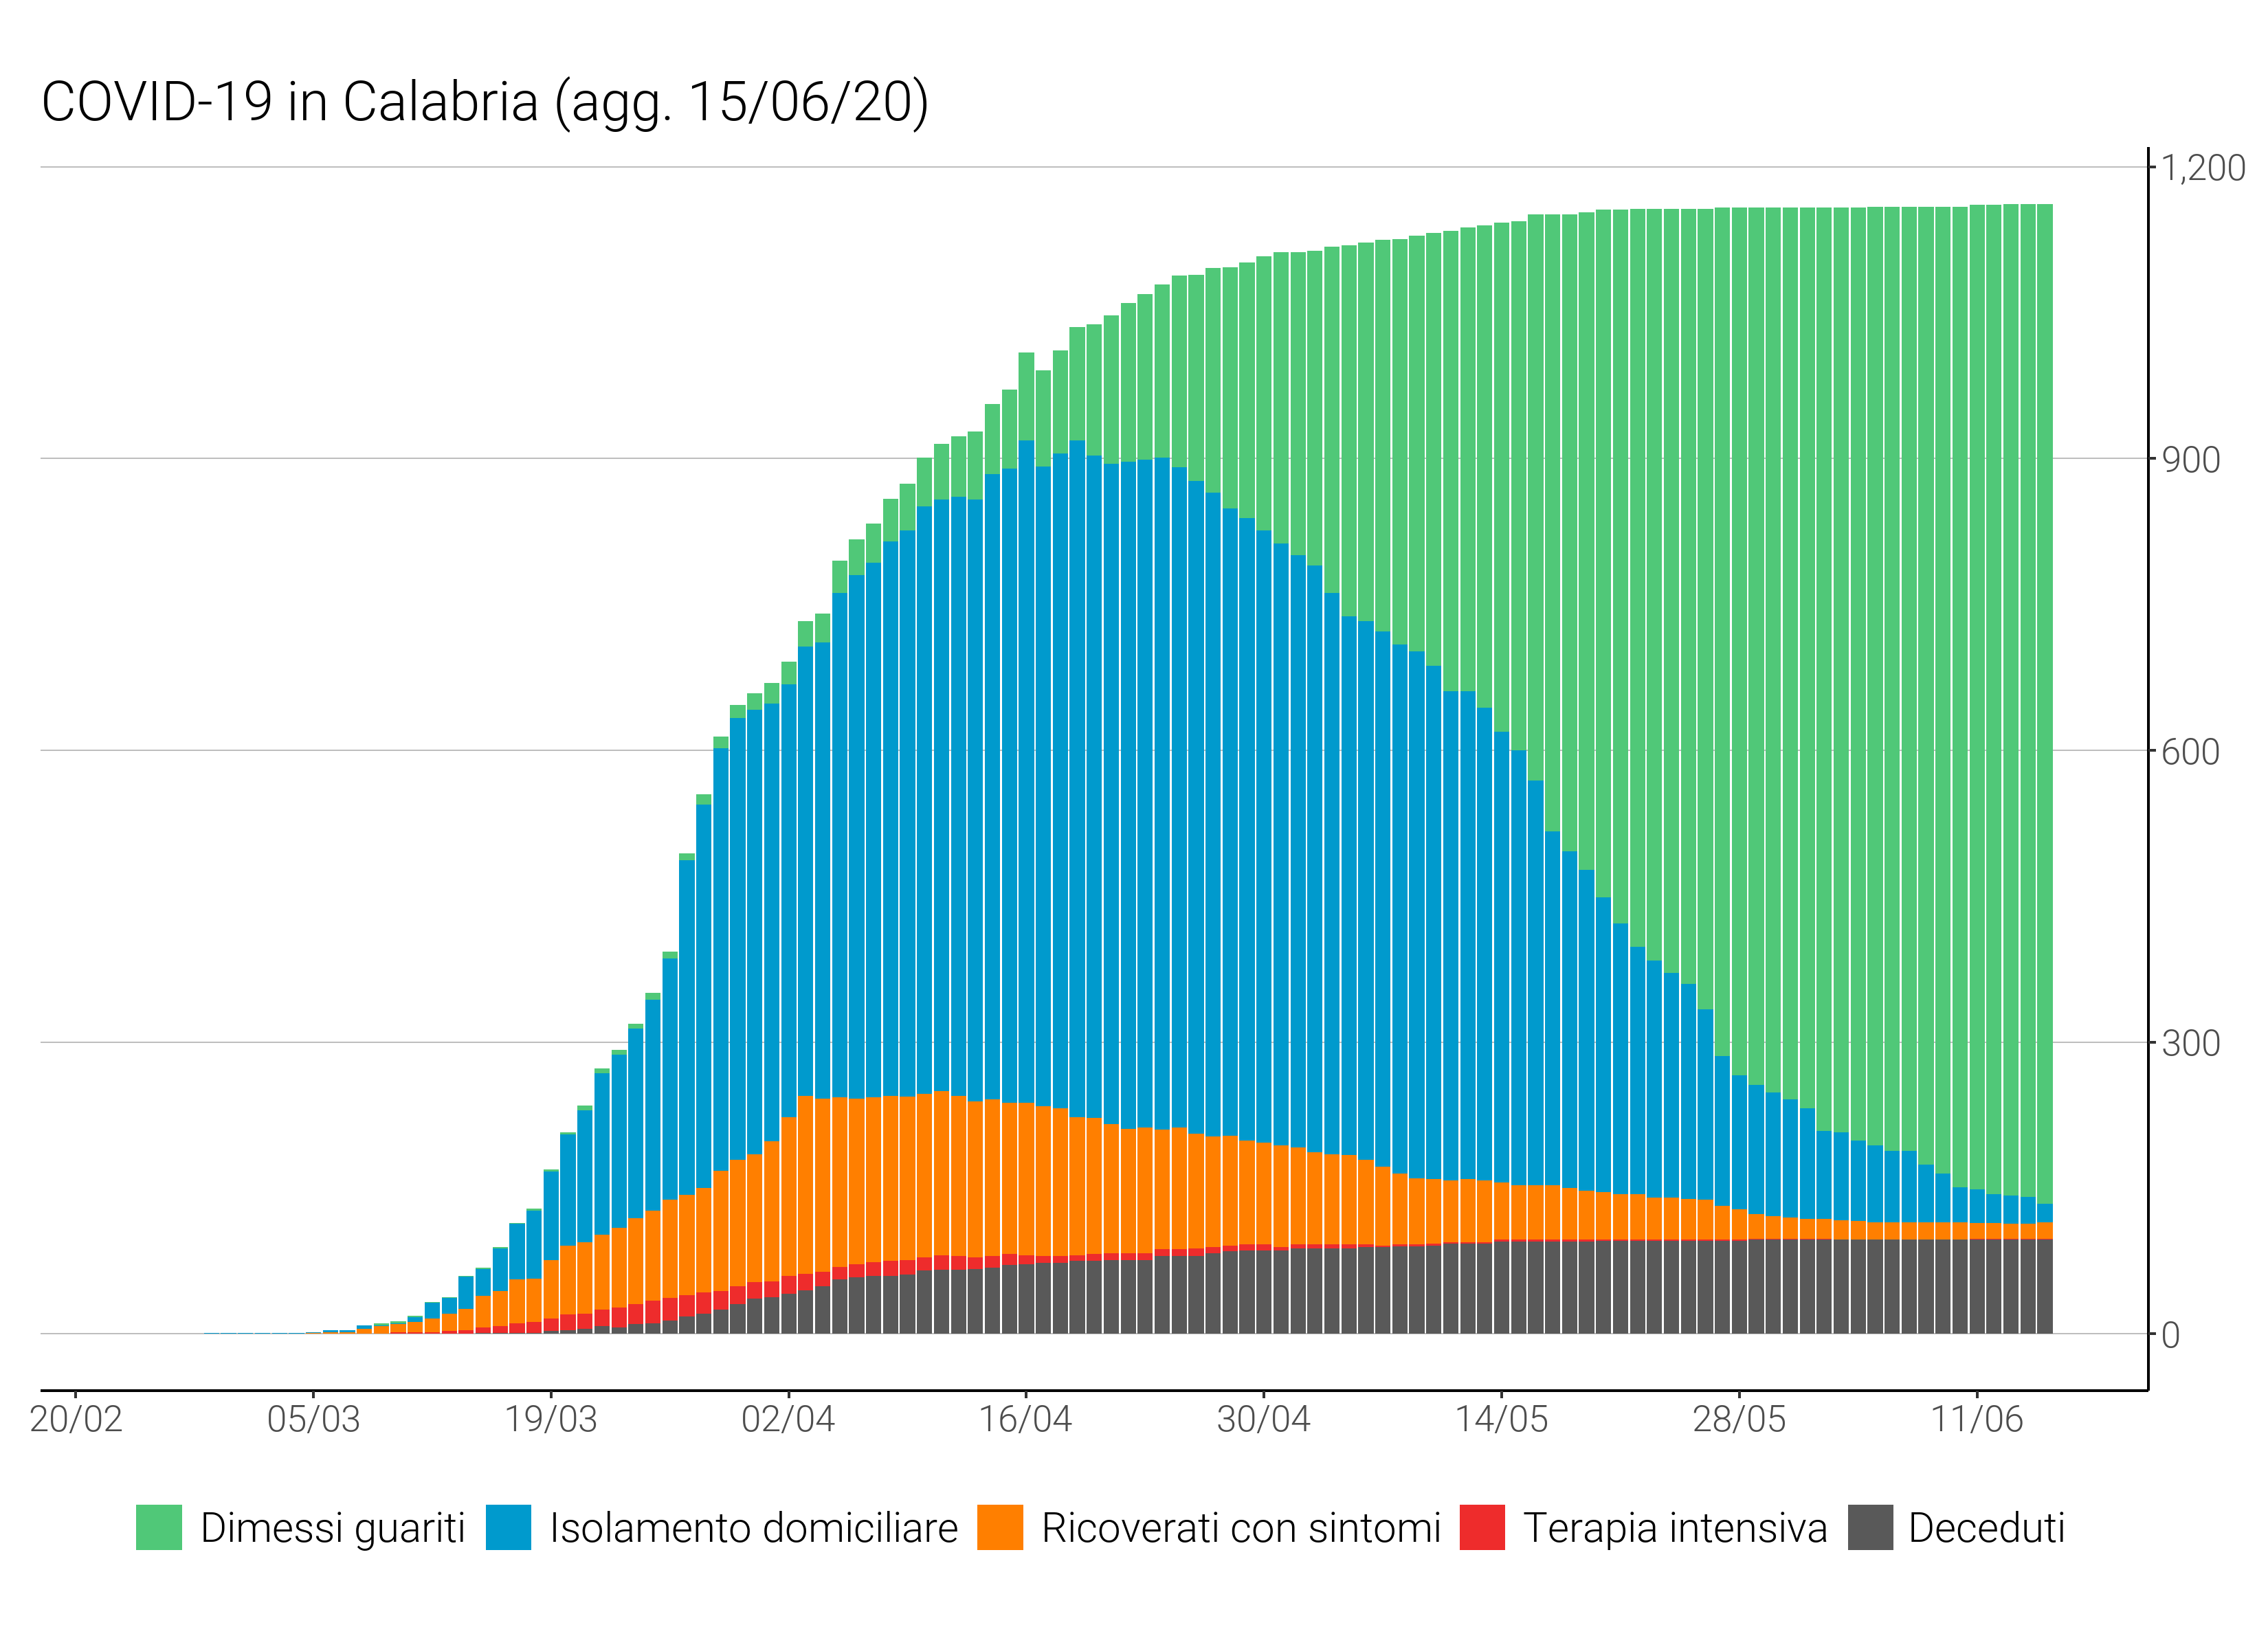 COVID-19 in Calabria (agg. 15/06/20)
1,200
900
600
300
0
20/02 05/03 19/03 02/04 16/04 30/04 14/05 28/05 11/06
Dimessi guariti Isolamento domiciliare Ricoverati con sintomi Terapia intensiva Deceduti